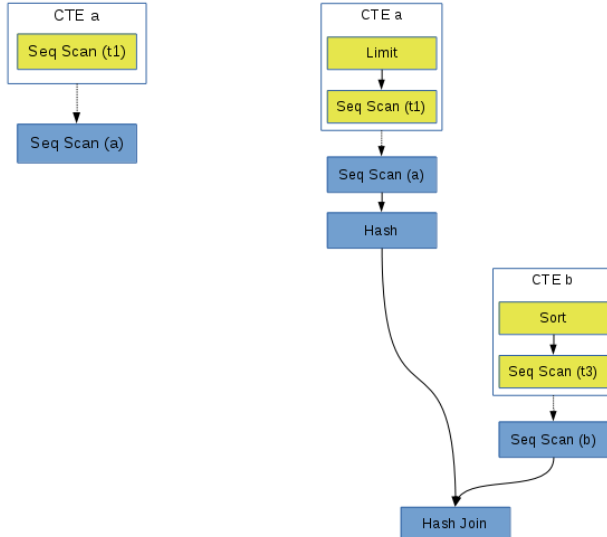 CTE a
Seq Scan (t1)
Seq Scan (a)
CTE a
Limit
Seq Scan (t1)
Seq Scan (a)
Hash
CTE b
Sort
Seq Scan (t3)
Seq Scan (b)
Hash Join